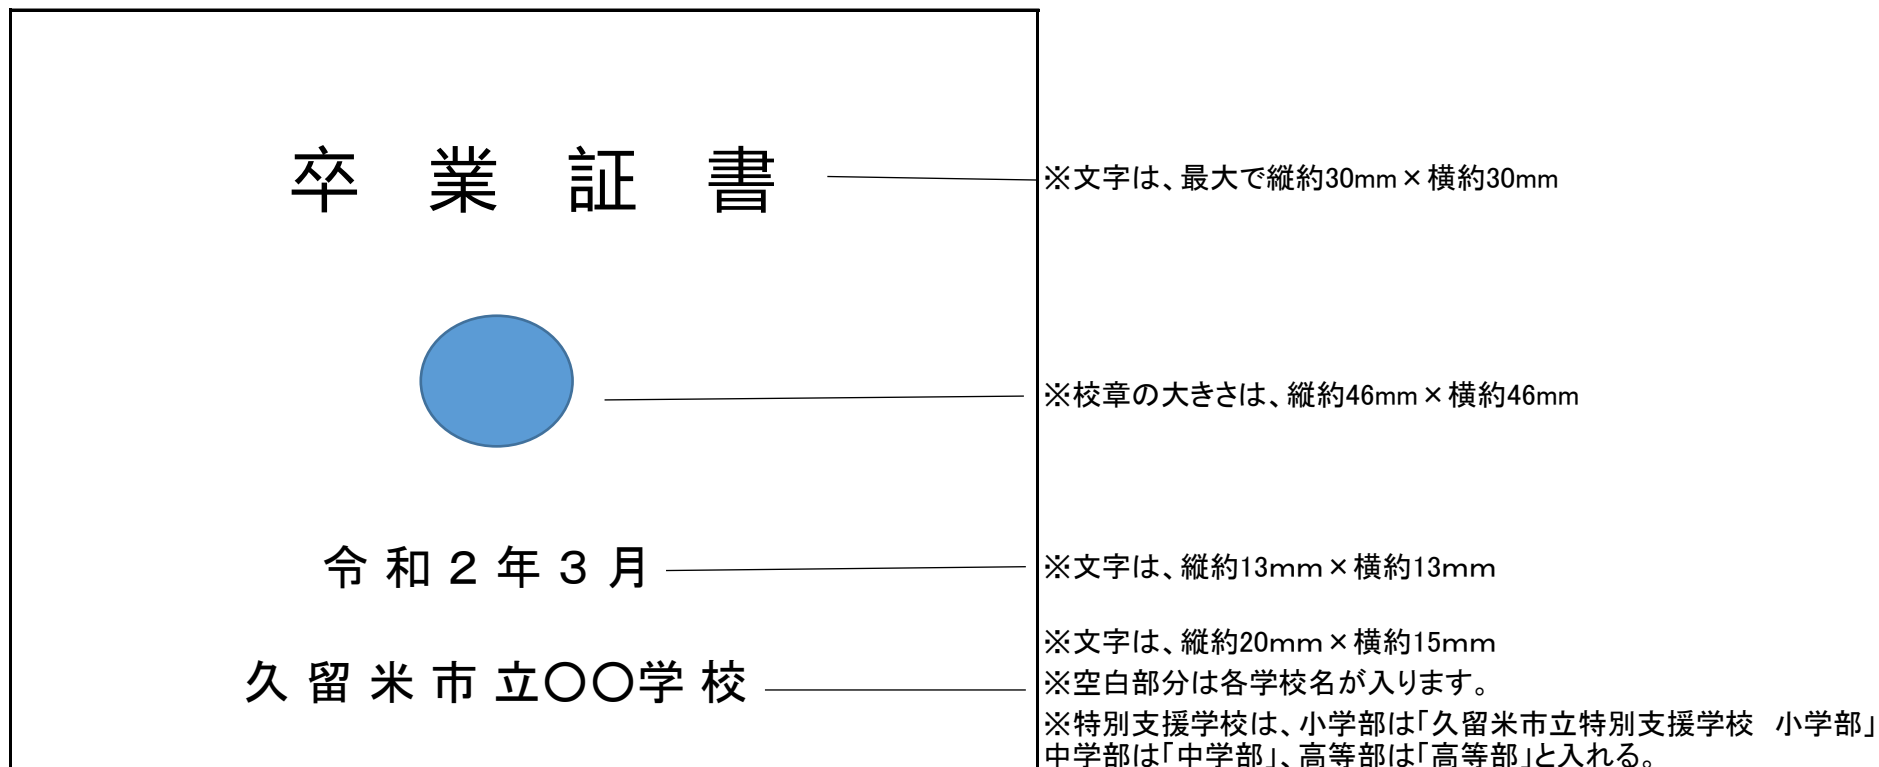 卒　業　証　書
※文字は、最大で縦約30mm×横約30mm
※校章の大きさは、縦約46mm×横約46mm
令 和 ２ 年 ３ 月
※文字は、縦約13ｍｍ×横約13ｍｍ
※文字は、縦約20ｍｍ×横約15ｍｍ
久 留 米 市 立〇〇学 校
※空白部分は各学校名が入ります。
※特別支援学校は、小学部は「久留米市立特別支援学校　小学部」
中学部は「中学部」、高等部は「高等部」と入れる。